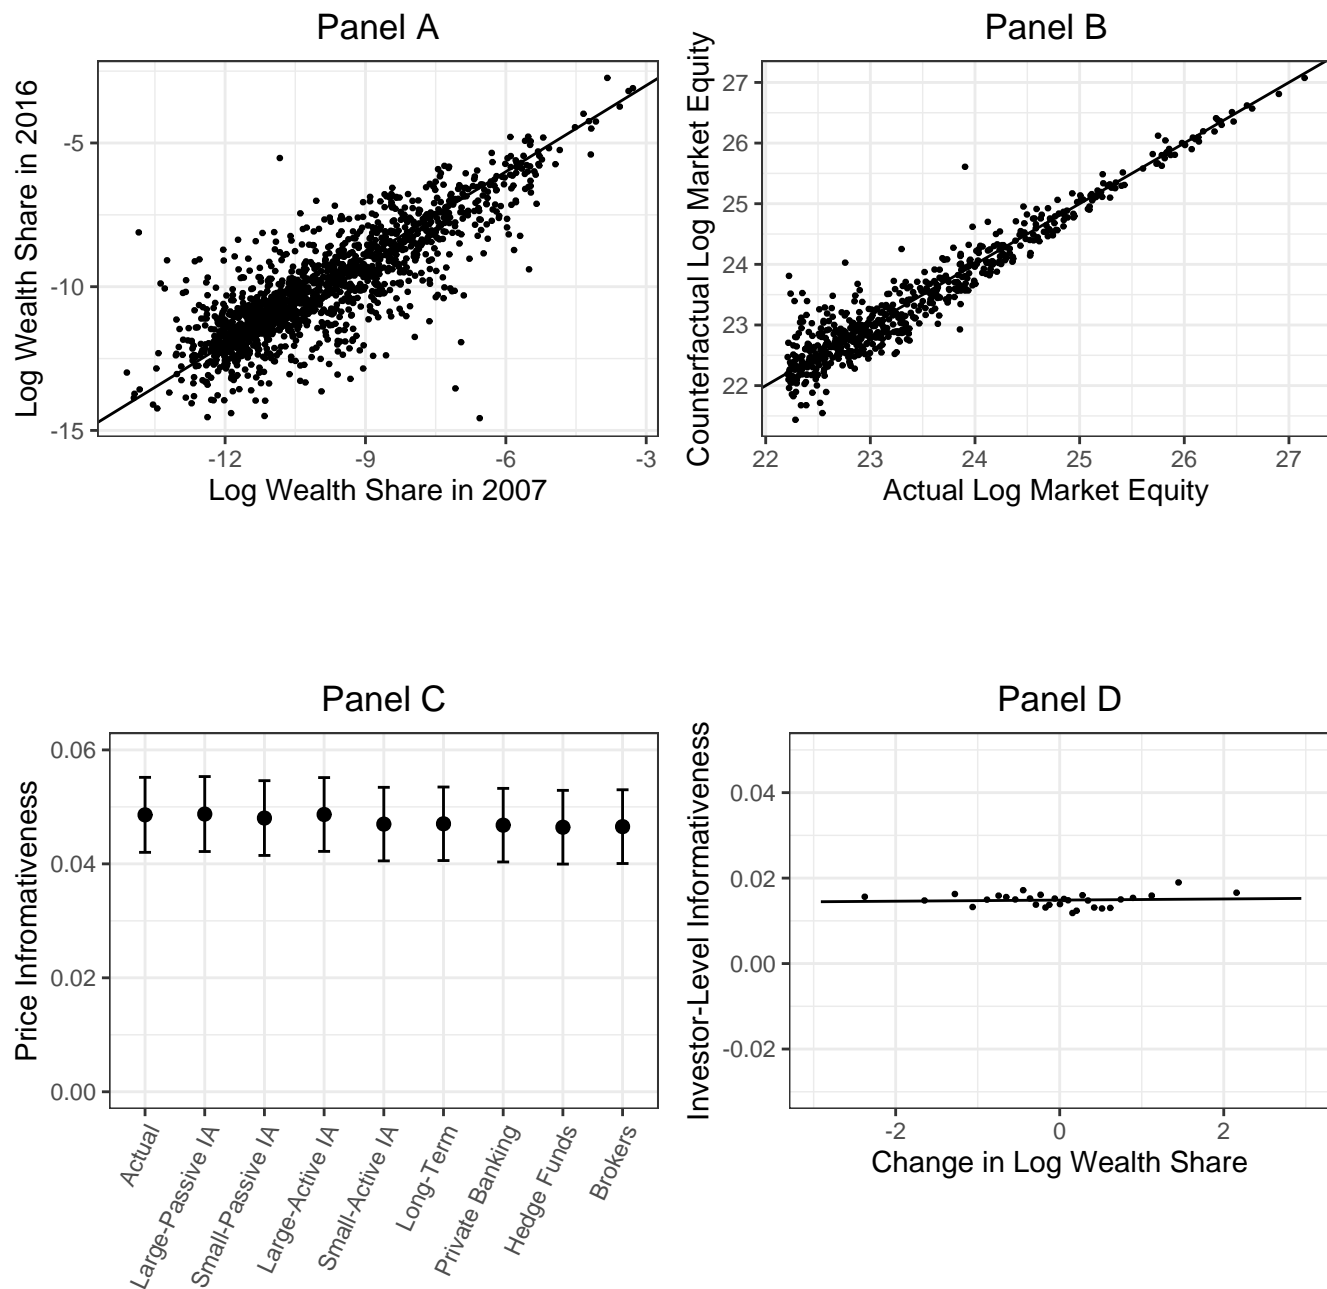 Panel A
Log Wealth Share in 2016
-5
-10
-15
-12
-9
-6
-3
Log Wealth Share in 2007
Panel B
Counterfactual Log Market Equity
27
26
25
24
23
22
22
23
24
25
26
27
Actual Log Market Equity
Panel C
Price Infromativeness
0.06
0.04
0.02
0.00
Actual
Large-Passive IA
Small-Passive IA
Large-Active IA
Small-Active IA
Long-Term
Private Banking
Hedge Funds
Brokers
Panel D
Investor-Level Informativeness
0.04
0.02
0.00
-0.02
-2
0
2
Change in Log Wealth Share